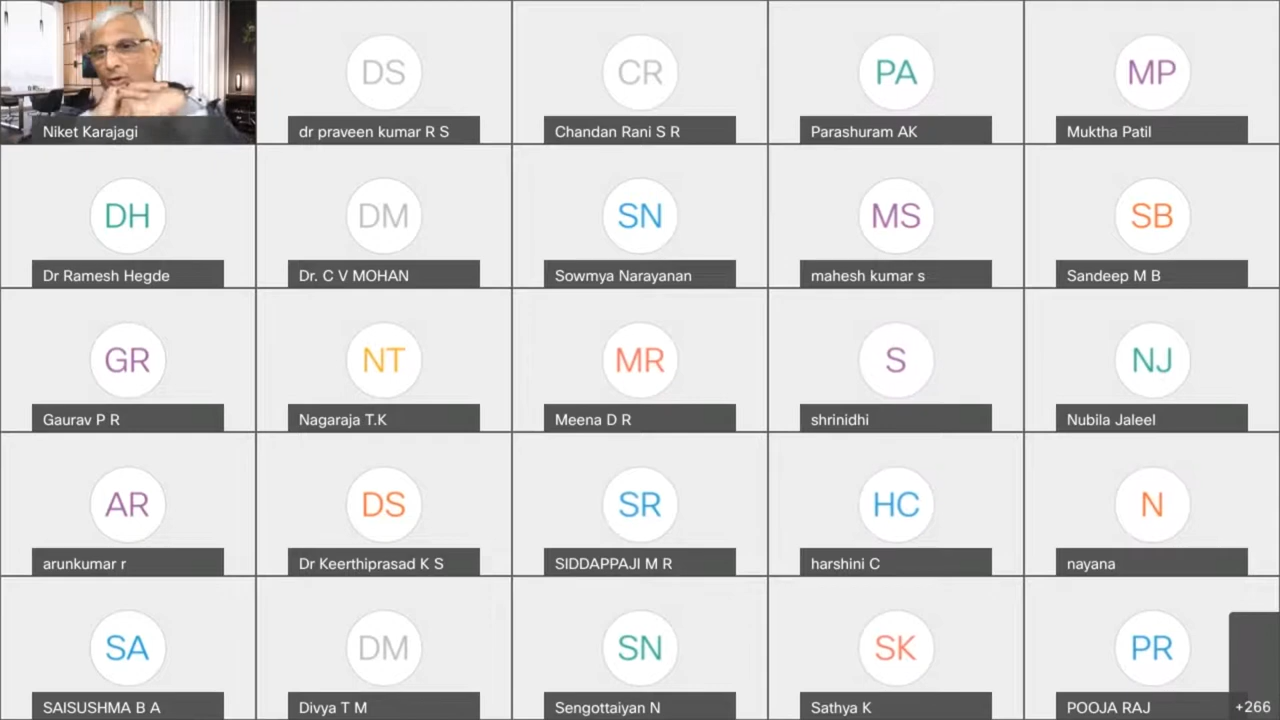 Niket Karajagi
DS
dr praveen kumar R S
CR
Chandan Rani S R
PA
Parashuram AK
MP
Muktha Patil
DH
Dr Ramesh Hegde
DM
Dr. C V MOHAN
SN
Sowmya Narayanan
MS
mahesh kumar s
SB
Sandeep M B
GR
Gaurav P R
NT
Nagaraja T.K
MR
Meena D R
S
shrinidhi
NJ
Nubila Jaleel
AR
arunkumar r
DS
Dr Keerthiprasad K S
SR
SIDDAPPAJI M R
HC
harshini C
N
nayana
SA
SAISUSHMA B A
DM
Divya T M
SN
Sengottaiyan N
SK
Sathya K
PR
POOJA RAJ
+266